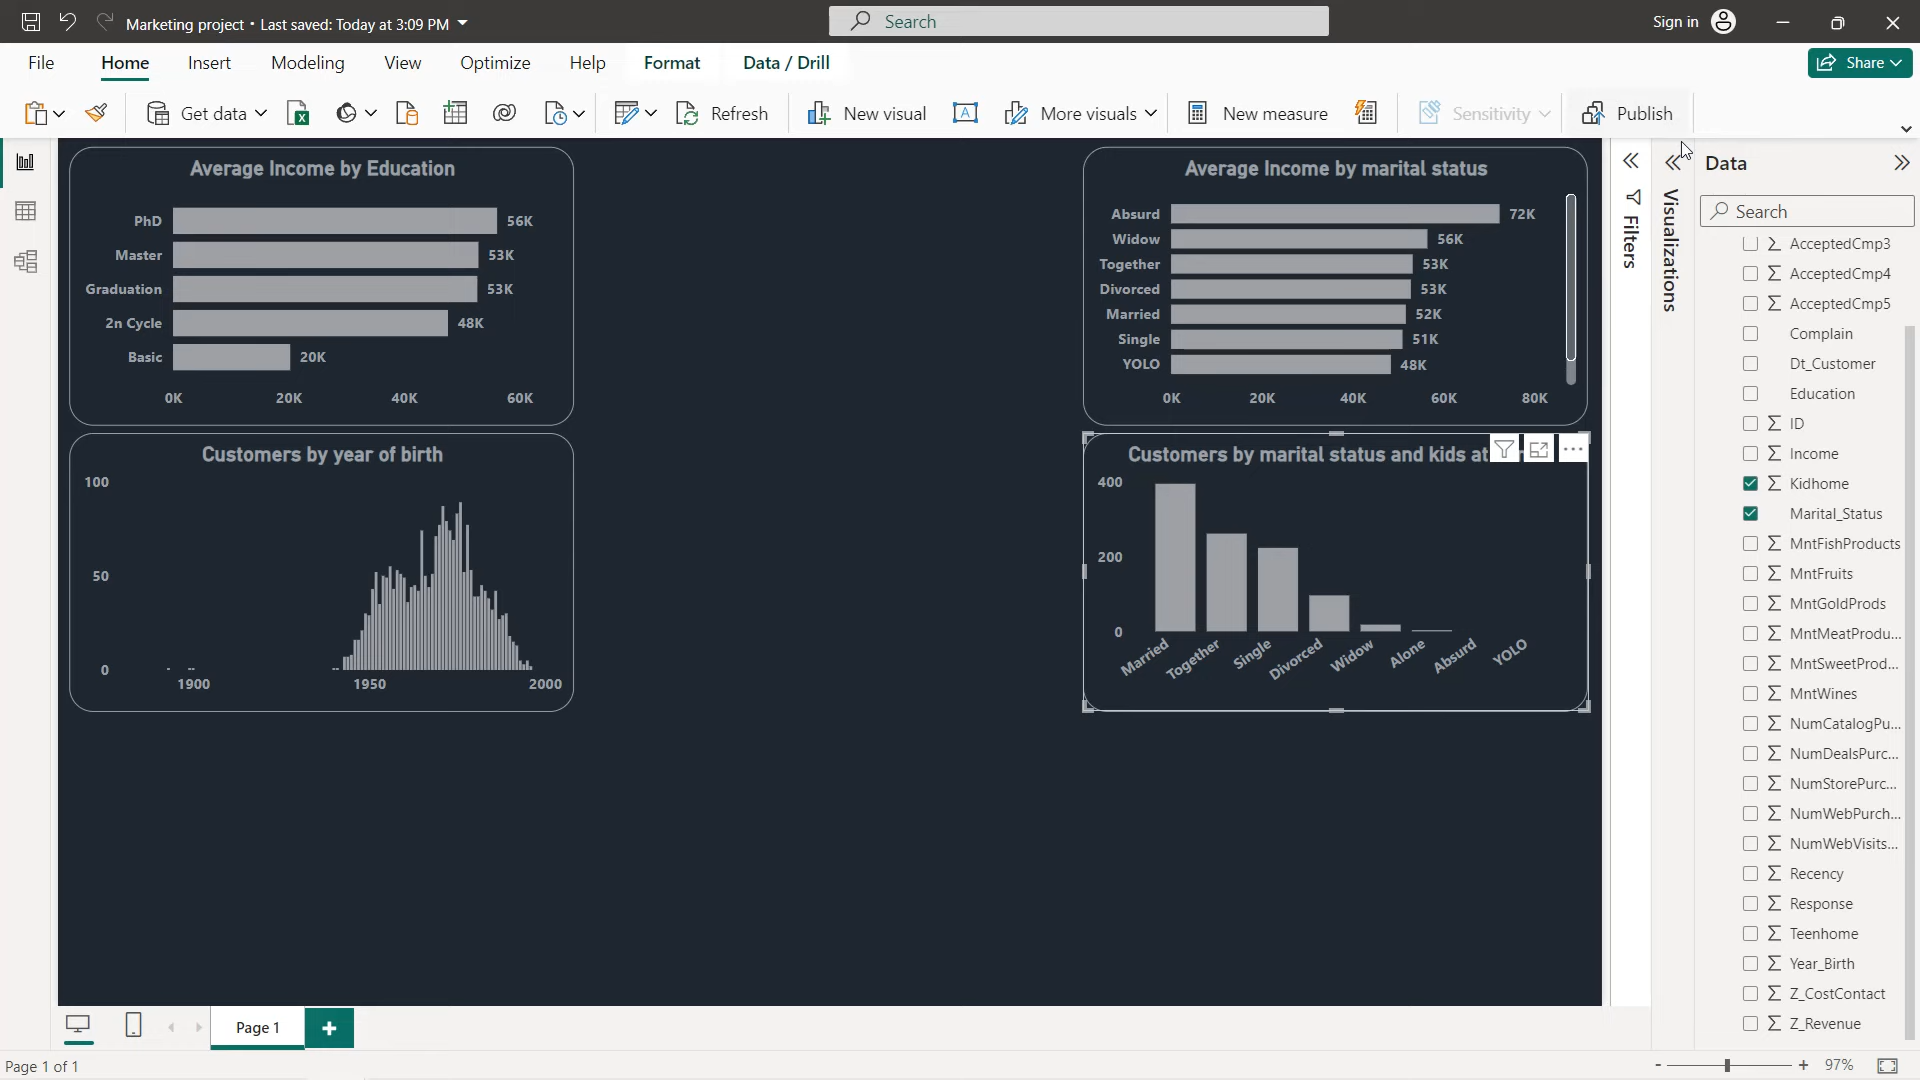 Marketing project • Last saved: Today at 3:09 PM
Search
Sign in
File
Home
Insert
Modeling
View
Optimize
Help
Format
Data / Drill
Share
Get data
Refresh
New visual
More visuals
New measure
Sensitivity
Publish
Average Income by Education
PhD 56K
Master 53K
Graduation 53K
2n Cycle 48K
Basic 20K
0K 20K 40K 60K
Average Income by marital status
Absurd 72K
Widow 56K
Together 53K
Divorced 53K
Married 52K
Single 51K
YOLO 48K
0K 20K 40K 60K 80K
Customers by year of birth
100
50
0
1900 1950 2000
Customers by marital status and kids at
400
200
0
Married Together Single Divorced Widow Alone Absurd YOLO
Filters
Visualizations
Data
Search
AcceptedCmp3
AcceptedCmp4
AcceptedCmp5
Complain
Dt_Customer
Education
ID
Income
Kidhome
Marital_Status
MntFishProducts
MntFruits
MntGoldProds
MntMeatProdu...
MntSweetProd...
MntWines
NumCatalogPu...
NumDealsPurc...
NumStorePurc...
NumWebPurch...
NumWebVisits...
Recency
Response
Teenhome
Year_Birth
Z_CostContact
Z_Revenue
Page 1
Page 1 of 1
- + 97%